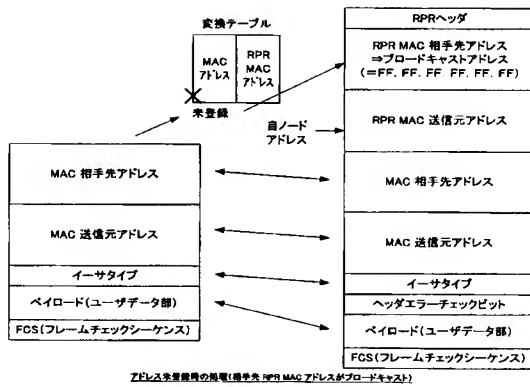 変換テーブル
MAC
アドレス
RPR
MAC
アドレス
未登録
自ノード
アドレス
MAC 相手先アドレス
MAC 送信元アドレス
イーサタイプ
ペイロード(ユーザデータ部)
FCS(フレームチェックシーケンス)
RPRヘッダ
RPR MAC 相手先アドレス
⇒ブロードキャストアドレス
(=FF. FF. FF. FF. FF. FF)
RPR MAC 送信元アドレス
MAC 相手先アドレス
MAC 送信元アドレス
イーサタイプ
ヘッダエラーチェックビット
ペイロード(ユーザデータ部)
FCS(フレームチェックシーケンス)
アドレス未登録時の処理(相手先 RPR MAC アドレスがブロードキャスト)